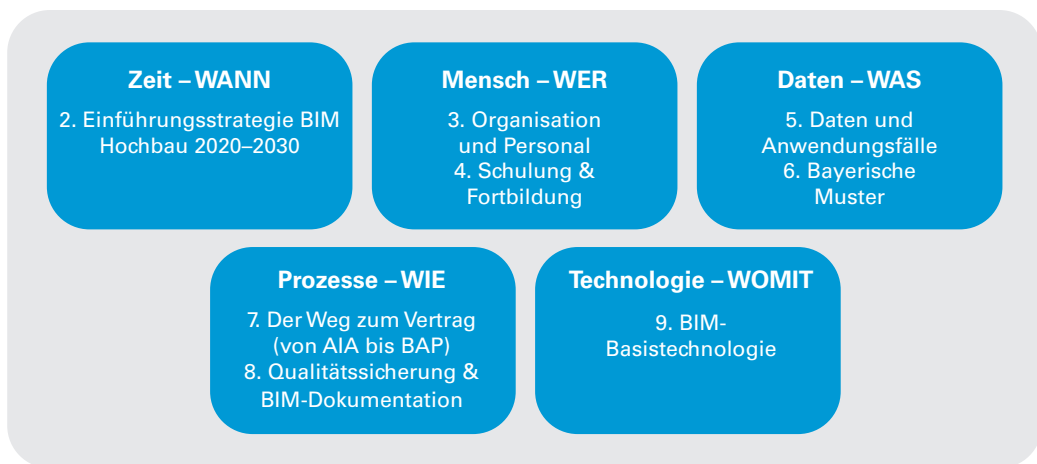 Zeit – WANN
2. Einführungsstrategie BIM
Hochbau 2020–2030
Mensch – WER
3. Organisation
und Personal
4. Schulung &
Fortbildung
Daten – WAS
5. Daten und
Anwendungsfälle
6. Bayerische
Muster
Prozesse – WIE
7. Der Weg zum Vertrag
(von AIA bis BAP)
8. Qualitätssicherung &
BIM-Dokumentation
Technologie – WOMIT
9. BIM-
Basistechnologie